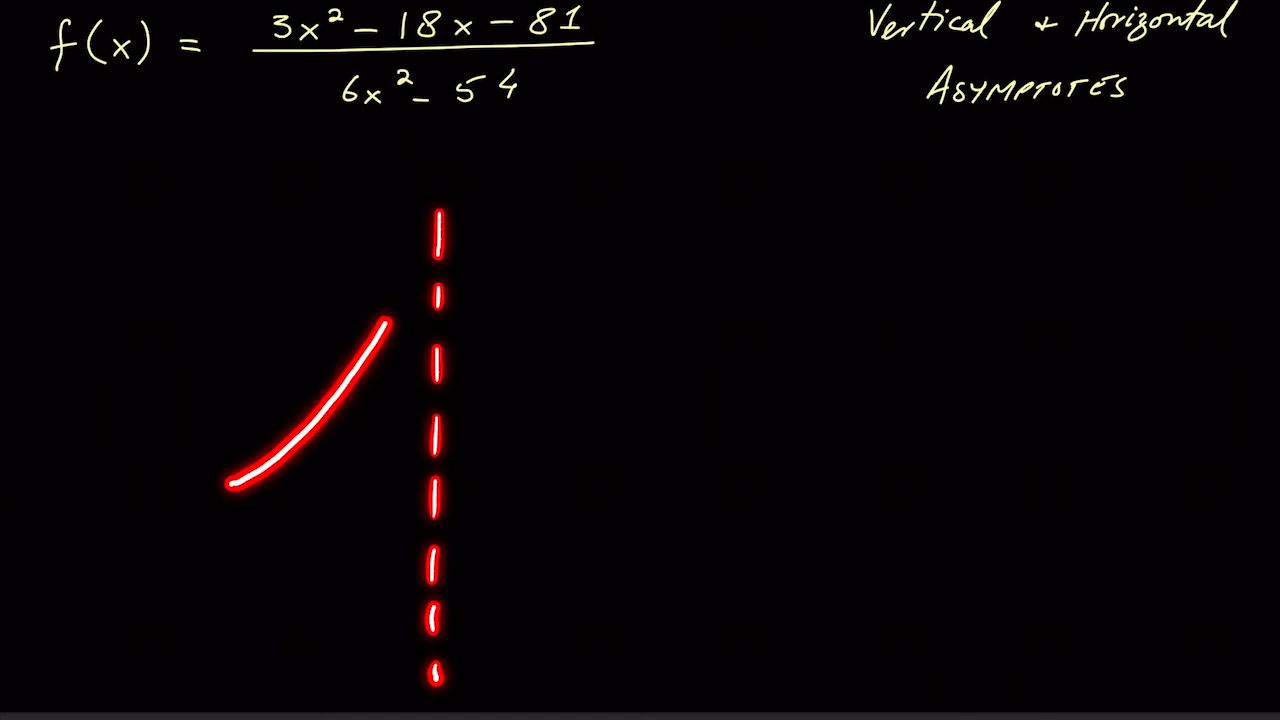 f(x) = 3x² - 18x - 81
6x² - 54
Vertical + Horizontal
ASYMPTOTES